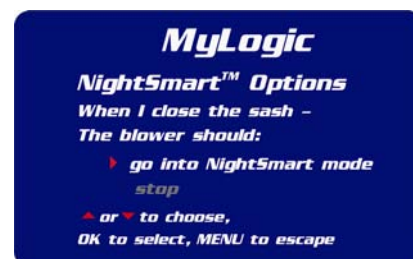 MyLogic
NightSmart™ Options
When I close the sash –
The blower should:
go into NightSmart mode
stop
or to choose,
OK to select, MENU to escape